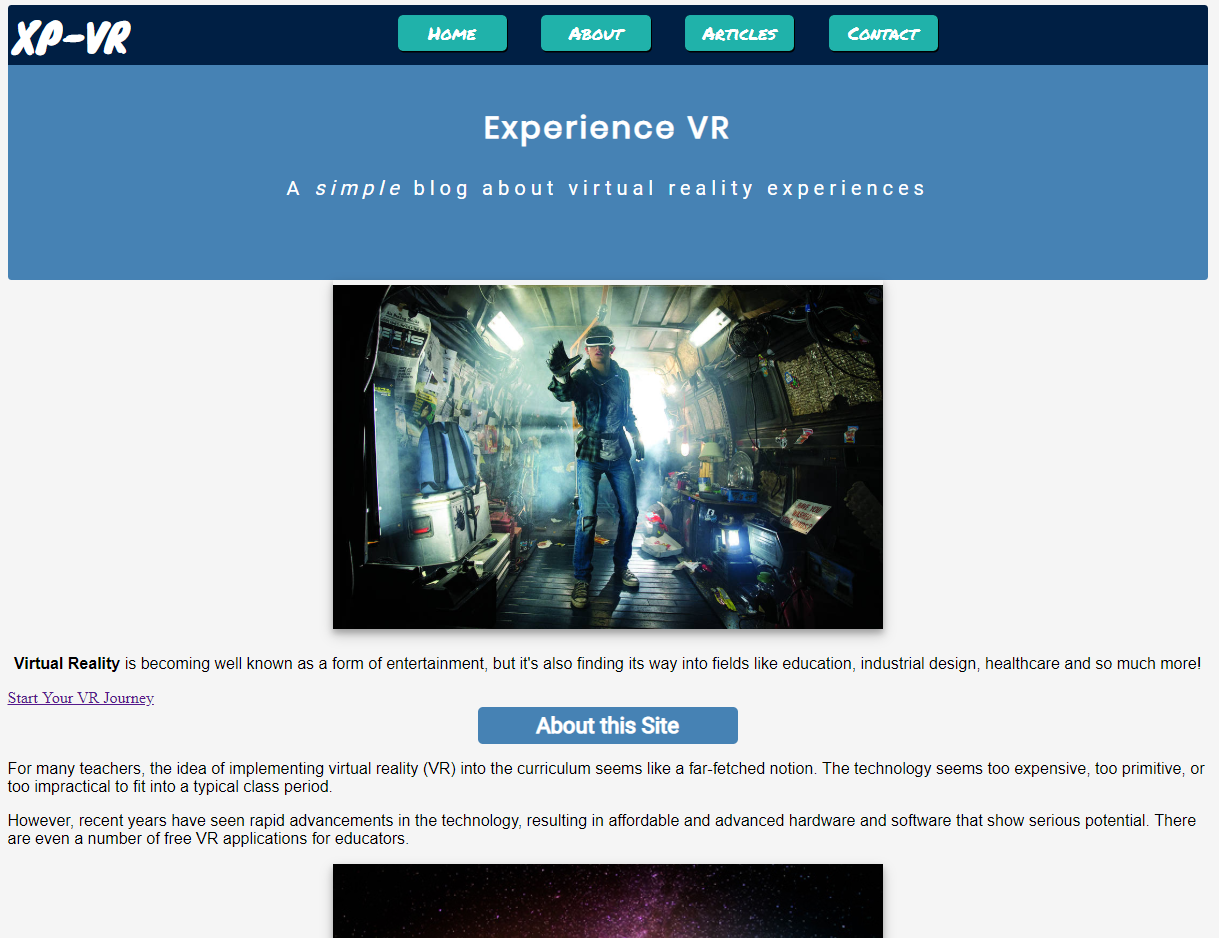 XP-VR
Home
About
Articles
Contact
Experience VR
A simple blog about virtual reality experiences
Virtual Reality is becoming well known as a form of entertainment, but it's also finding its way into fields like education, industrial design, healthcare and so much more!
Start Your VR Journey
About this Site
For many teachers, the idea of implementing virtual reality (VR) into the curriculum seems like a far-fetched notion. The technology seems too expensive, too primitive, or
too impractical to fit into a typical class period.
However, recent years have seen rapid advancements in the technology, resulting in affordable and advanced hardware and software that show serious potential. There
are even a number of free VR applications for educators.